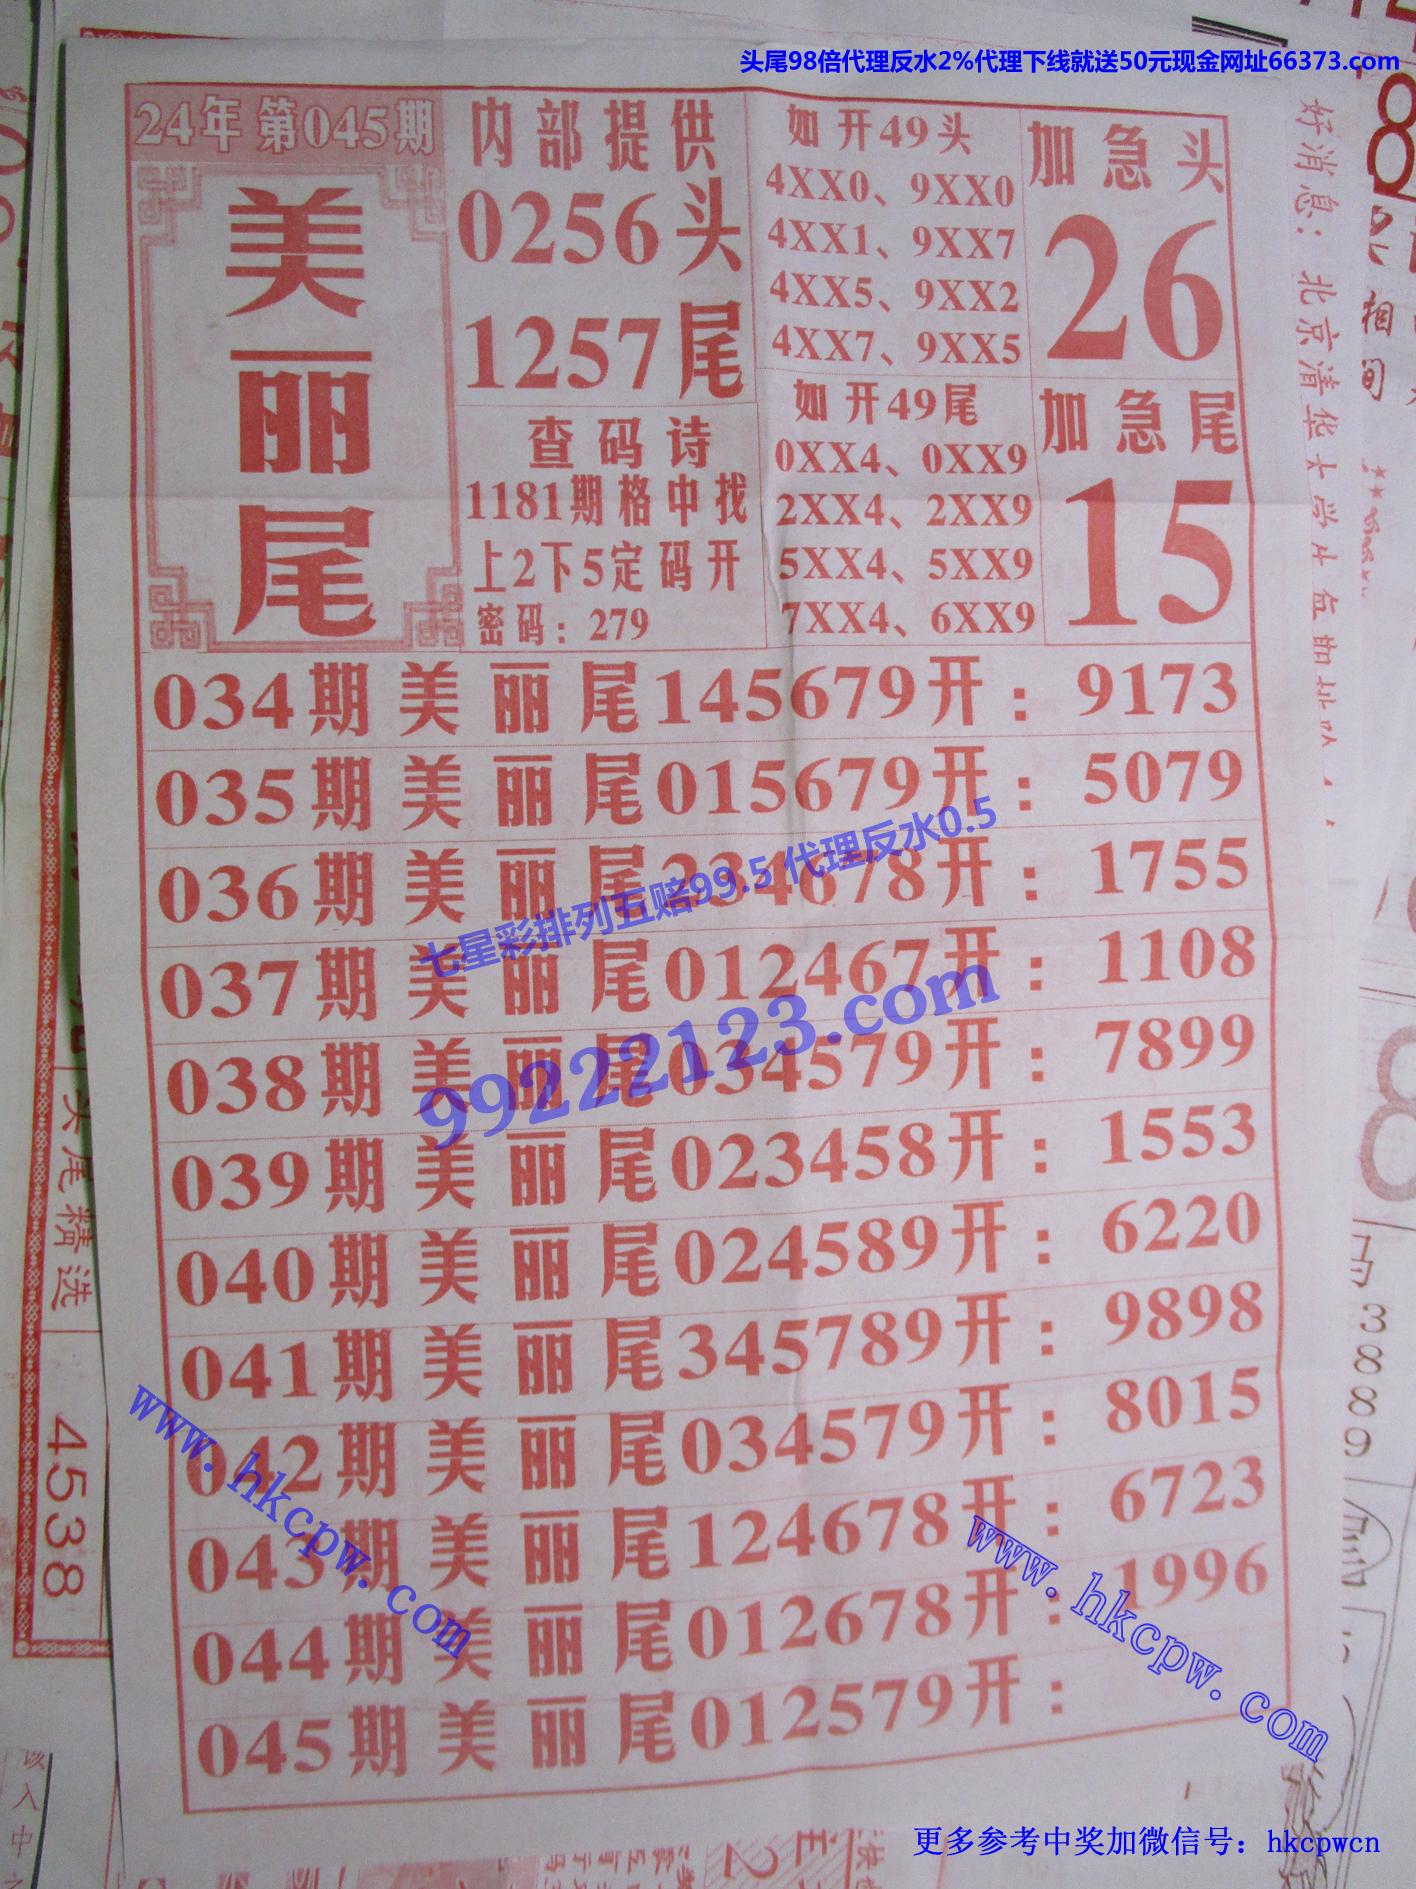 头尾98倍代理反水2%代理下线就送50元现金网址66373.com
24年 第045期
美丽尾
内部提供
0256头
1257尾
查码诗
1181期格中找
上2下5定码开
密码：279
如开49头
4XX0、9XX0
4XX1、9XX7
4XX5、9XX2
4XX7、9XX5
如开49尾
0XX4、0XX9
2XX4、2XX9
5XX4、5XX9
7XX4、6XX9
加急头
26
加急尾
15
034期美丽尾145679开：9173
035期美丽尾015679开：5079
036期美丽尾234678开：1755
037期美丽尾012467开：1108
038期美丽尾034579开：7899
039期美丽尾023458开：1553
040期美丽尾024589开：6220
041期美丽尾345789开：9898
042期美丽尾034579开：8015
043期美丽尾124678开：6723
044期美丽尾012678开：1996
045期美丽尾012579开：
七星彩排列五赔99.5 代理反水0.5
99222123.com
www.hkcpw.com
www.hkcpw.com
头尾精选
4538
好消息：北京清华大学
相间
马3889
该入中
更多参考中奖加微信号：hkcpwcn